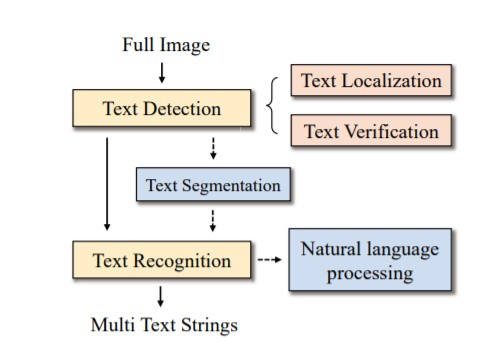 Full Image
Text Detection
Text Localization
Text Verification
Text Segmentation
Text Recognition
Natural language
processing
Multi Text Strings